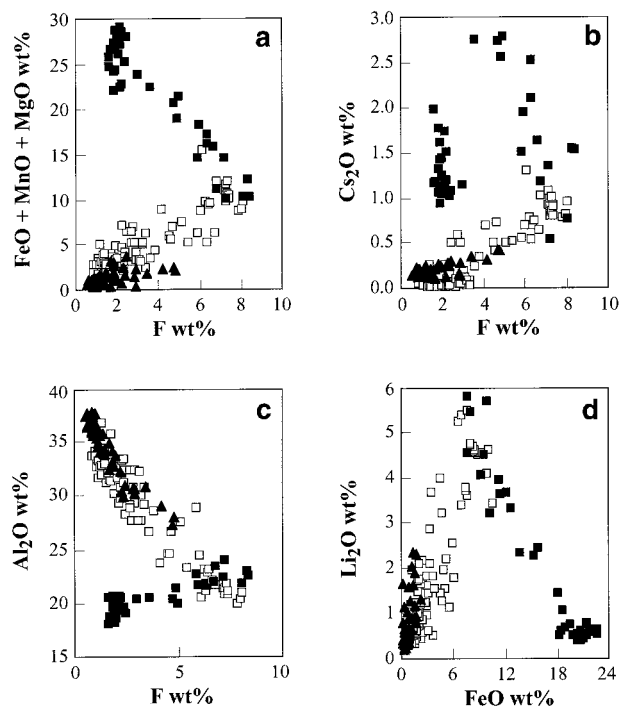 a
FeO + MnO + MgO wt%
30
25
20
15
10
5
0
0 2 4 6 8 10
F wt%
b
Cs2O wt%
3.0
2.5
2.0
1.5
1.0
0.5
0.0
0 2 4 6 8 10
F wt%
c
Al2O wt%
40
35
30
25
20
15
0 5 10
F wt%
d
Li2O wt%
6
5
4
3
2
1
0
0 6 12 18 24
FeO wt%